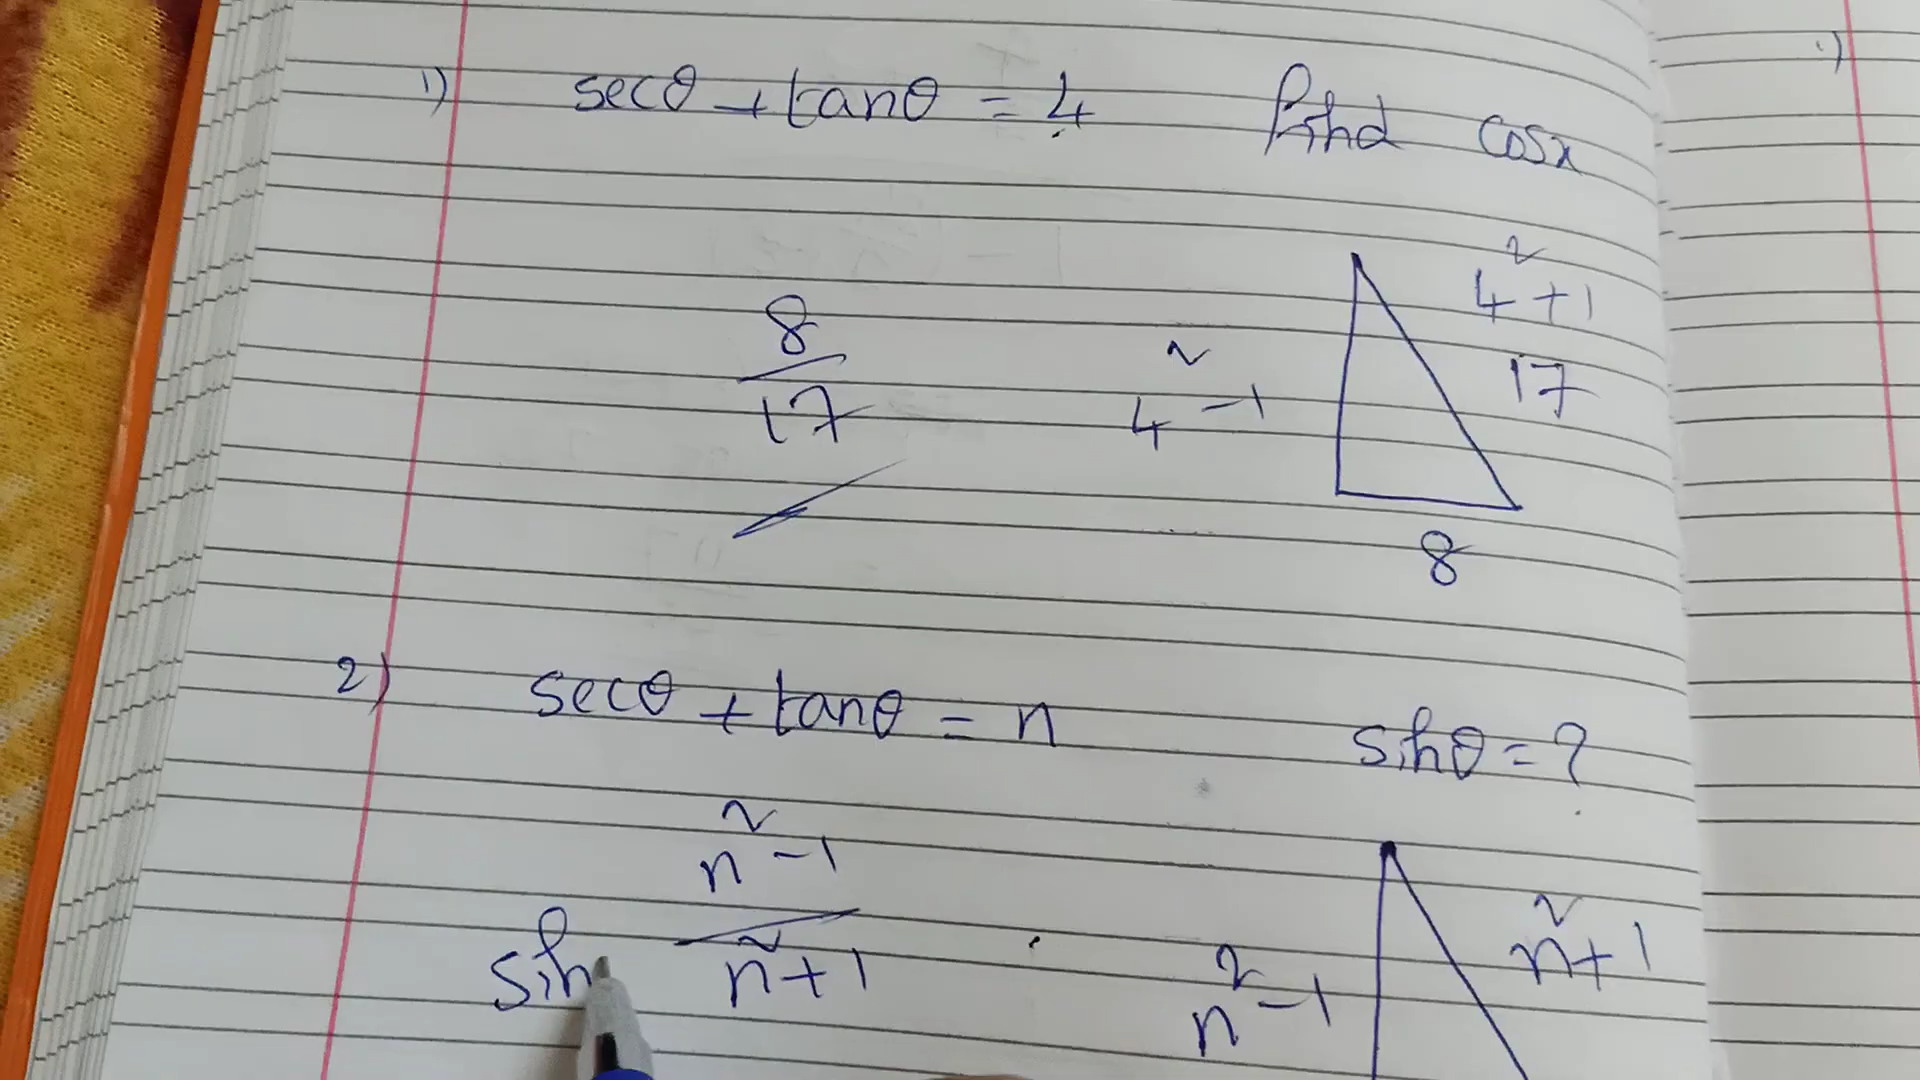 1) secθ + tanθ = 4 Find cosx
8/17
4²-1
4²+1
17
8
2) secθ + tanθ = n sinθ = ?
sin n²-1/n²+1
n²-1
n²+1